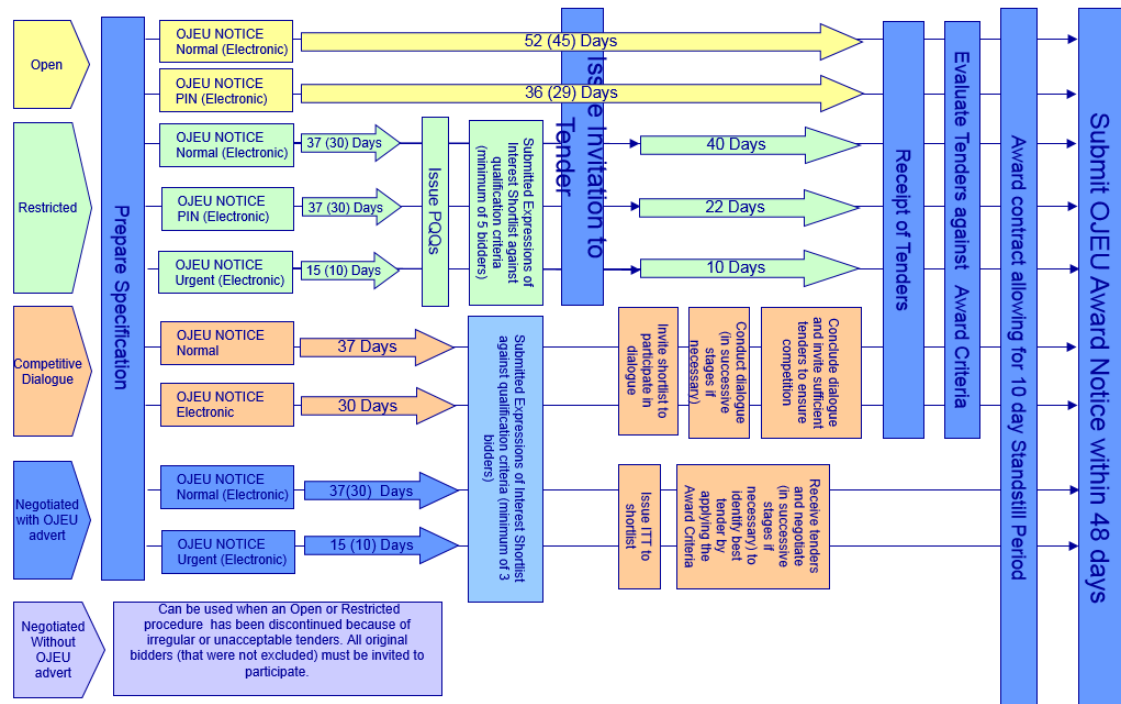 Open
OJEU NOTICE
Normal (Electronic)
52 (45) Days
OJEU NOTICE
PIN (Electronic)
36 (29) Days
Restricted
OJEU NOTICE
Normal (Electronic)
37 (30) Days
40 Days
OJEU NOTICE
PIN (Electronic)
37 (30) Days
22 Days
OJEU NOTICE
Urgent (Electronic)
15 (10) Days
10 Days
Competitive
Dialogue
OJEU NOTICE
Normal
37 Days
OJEU NOTICE
Electronic
30 Days
Negotiated
with OJEU
advert
OJEU NOTICE
Normal (Electronic)
37(30) Days
OJEU NOTICE
Urgent (Electronic)
15 (10) Days
Negotiated
Without
OJEU
advert
Can be used when an Open or Restricted
procedure has been discontinued because of
irregular or unacceptable tenders. All original
bidders (that were not excluded) must be invited to
participate.
Prepare Specification
Issue PQQs
Submitted Expressions of
Interest Shortlist against
qualification criteria
(minimum of 5 bidders)
Submitted Expressions of Interest Shortlist
against qualification criteria (minimum of 3
bidders)
Issue Invitation to
Tender
Invite shortlist to
participate in
dialogue
Conduct dialogue
(in successive
stages if
necessary)
Conclude dialogue
and invite sufficient
tenders to ensure
competition
Issue ITT to
shortlist
Receive tenders
and negotiate
(in successive
stages if
necessary) to
identify best
tender by
applying the
Award Criteria
Receipt of Tenders
Evaluate Tenders against Award Criteria
Award contract allowing for 10 day Standstill Period
Submit OJEU Award Notice within 48 days